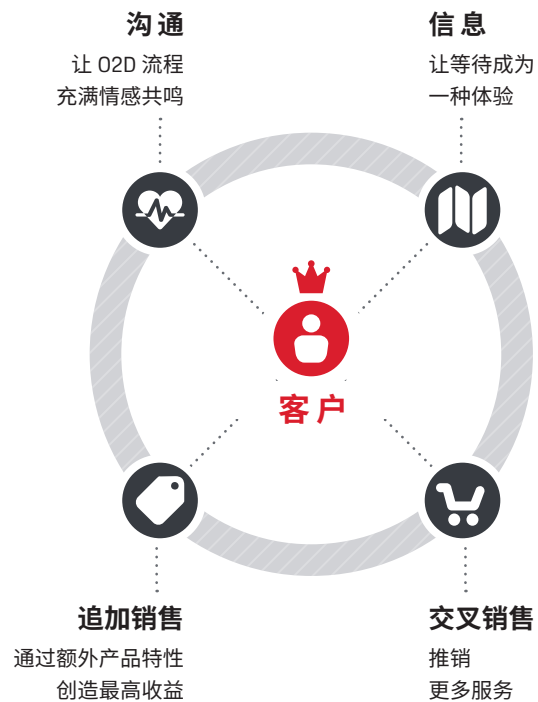 沟通
让 O2D 流程
充满情感共鸣
信息
让等待成为
一种体验
客户
追加销售
通过额外产品特性
创造最高收益
交叉销售
推销
更多服务